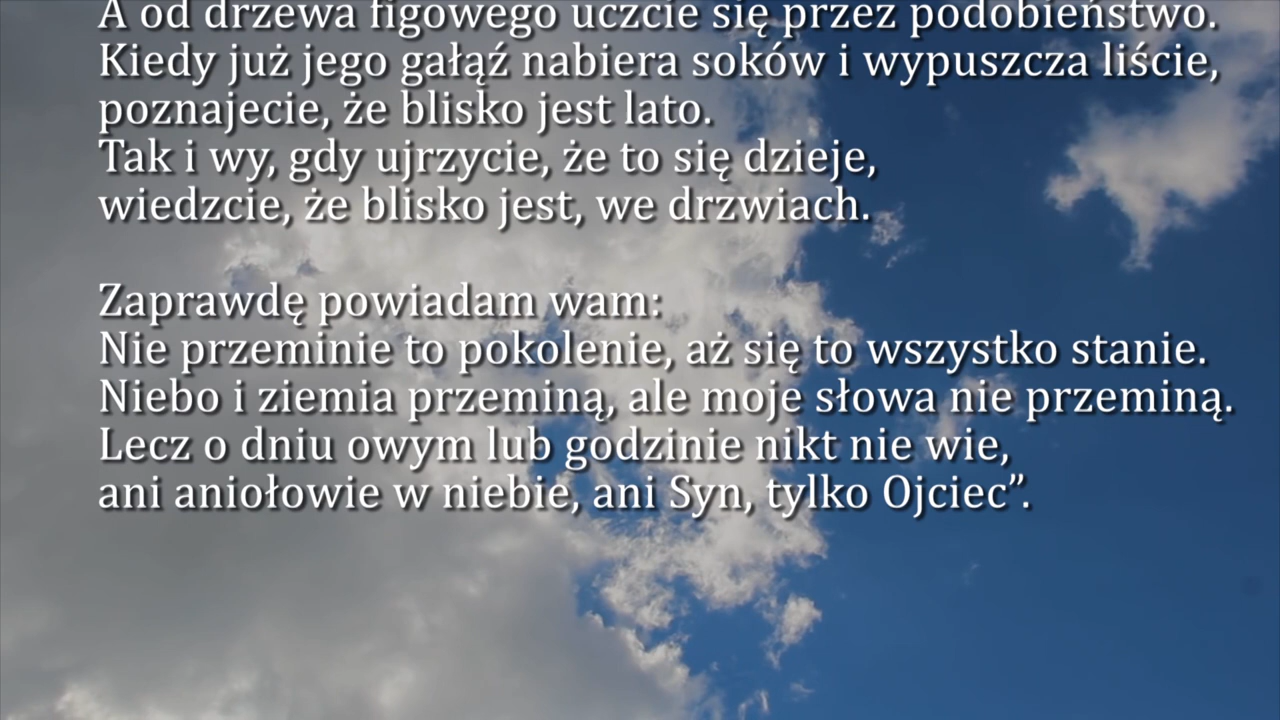 A od drzewa figowego uczcie się przez podobieństwo.
Kiedy już jego gałąź nabiera soków i wypuszcza liście,
poznajecie, że blisko jest lato.
Tak i wy, gdy ujrzycie, że to się dzieje,
wiedzcie, że blisko jest, we drzwiach.
Zaprawdę powiadam wam:
Nie przeminie to pokolenie, aż się to wszystko stanie.
Niebo i ziemia przeminą, ale moje słowa nie przeminą.
Lecz o dniu owym lub godzinie nikt nie wie,
ani aniołowie w niebie, ani Syn, tylko Ojciec”.